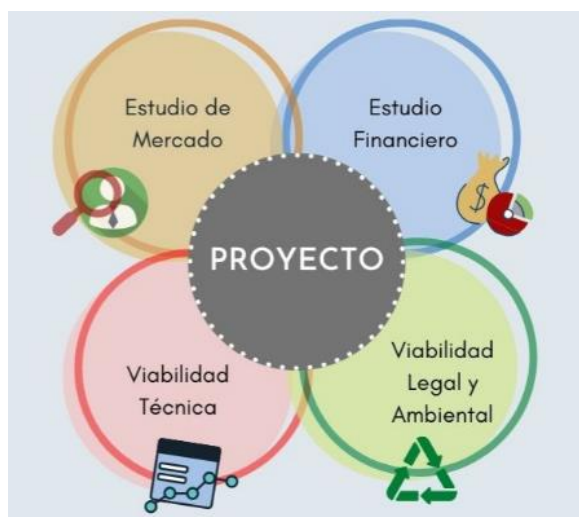 Estudio de
Mercado
Estudio
Financiero
PROYECTO
Viabilidad
Técnica
Viabilidad
Legal y
Ambiental
$